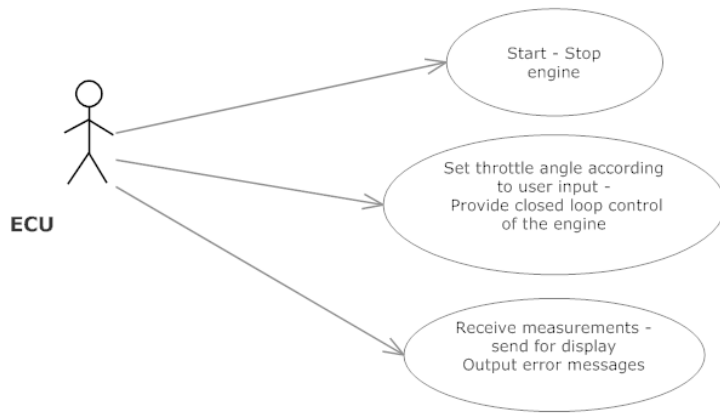 Start - Stop
engine
Set throttle angle according
to user input -
Provide closed loop control
of the engine
ECU
Receive measurements -
send for display
Output error messages